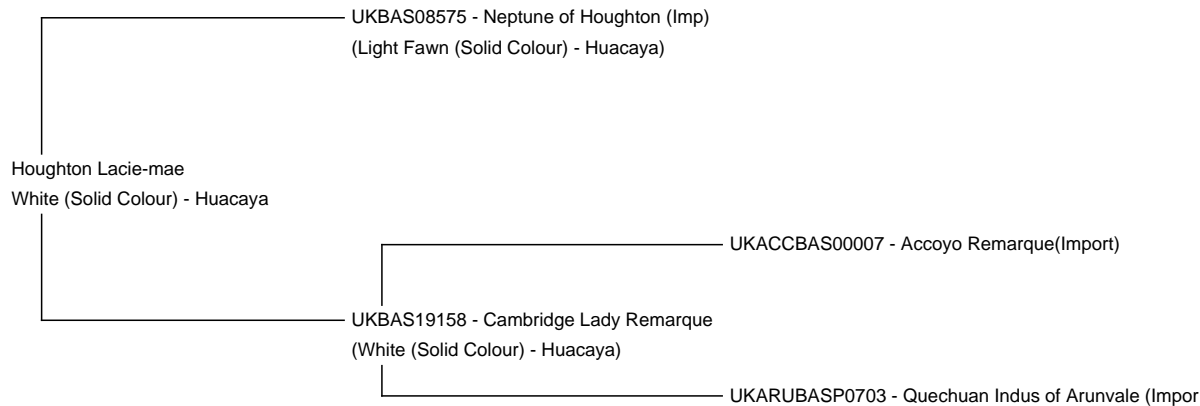 UKBAS08575 - Neptune of Houghton (Imp)
(Light Fawn (Solid Colour) - Huacaya)
Houghton Lacie-mae
White (Solid Colour) - Huacaya
UKACCBAS00007 - Accoyo Remarque(Import)
UKBAS19158 - Cambridge Lady Remarque
(White (Solid Colour) - Huacaya)
UKARUBASP0703 - Quechuan Indus of Arunvale (Impor